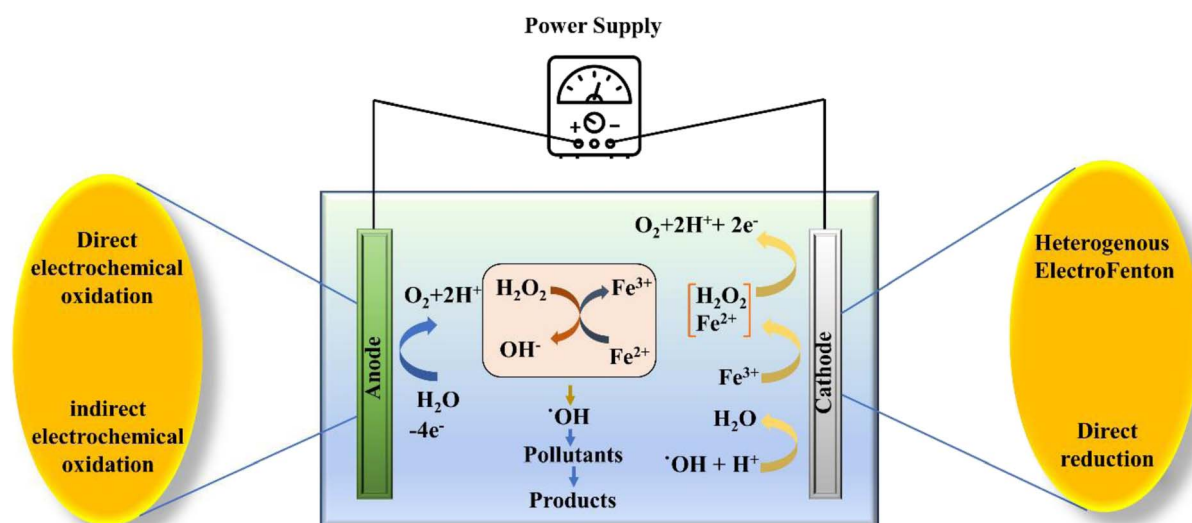 Power Supply
+ −
Direct
electrochemical
oxidation
indirect
electrochemical
oxidation
Anode
O₂+2H⁺
H₂O
-4e⁻
H₂O₂
Fe³⁺
OH⁻
Fe²⁺
˙OH
Pollutants
Products
O₂+2H⁺+ 2e⁻
[H₂O₂
Fe²⁺]
Fe³⁺
H₂O
˙OH + H⁺
Cathode
Heterogenous
ElectroFenton
Direct
reduction